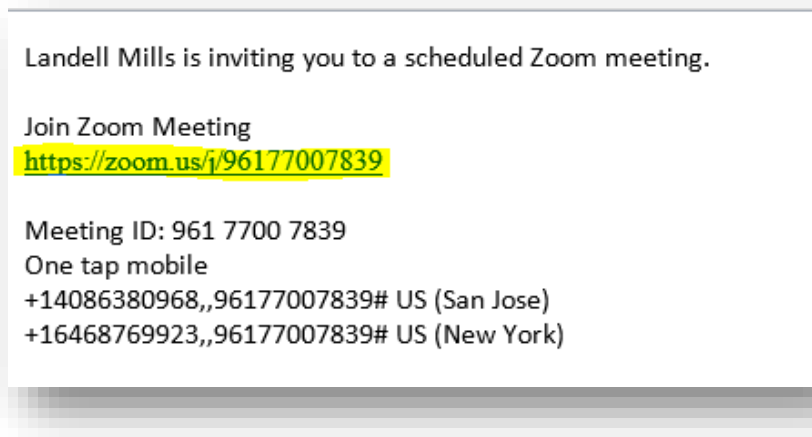 Landell Mills is inviting you to a scheduled Zoom meeting.
Join Zoom Meeting
https://zoom.us/j/96177007839
Meeting ID: 961 7700 7839
One tap mobile
+14086380968,,96177007839# US (San Jose)
+16468769923,,96177007839# US (New York)